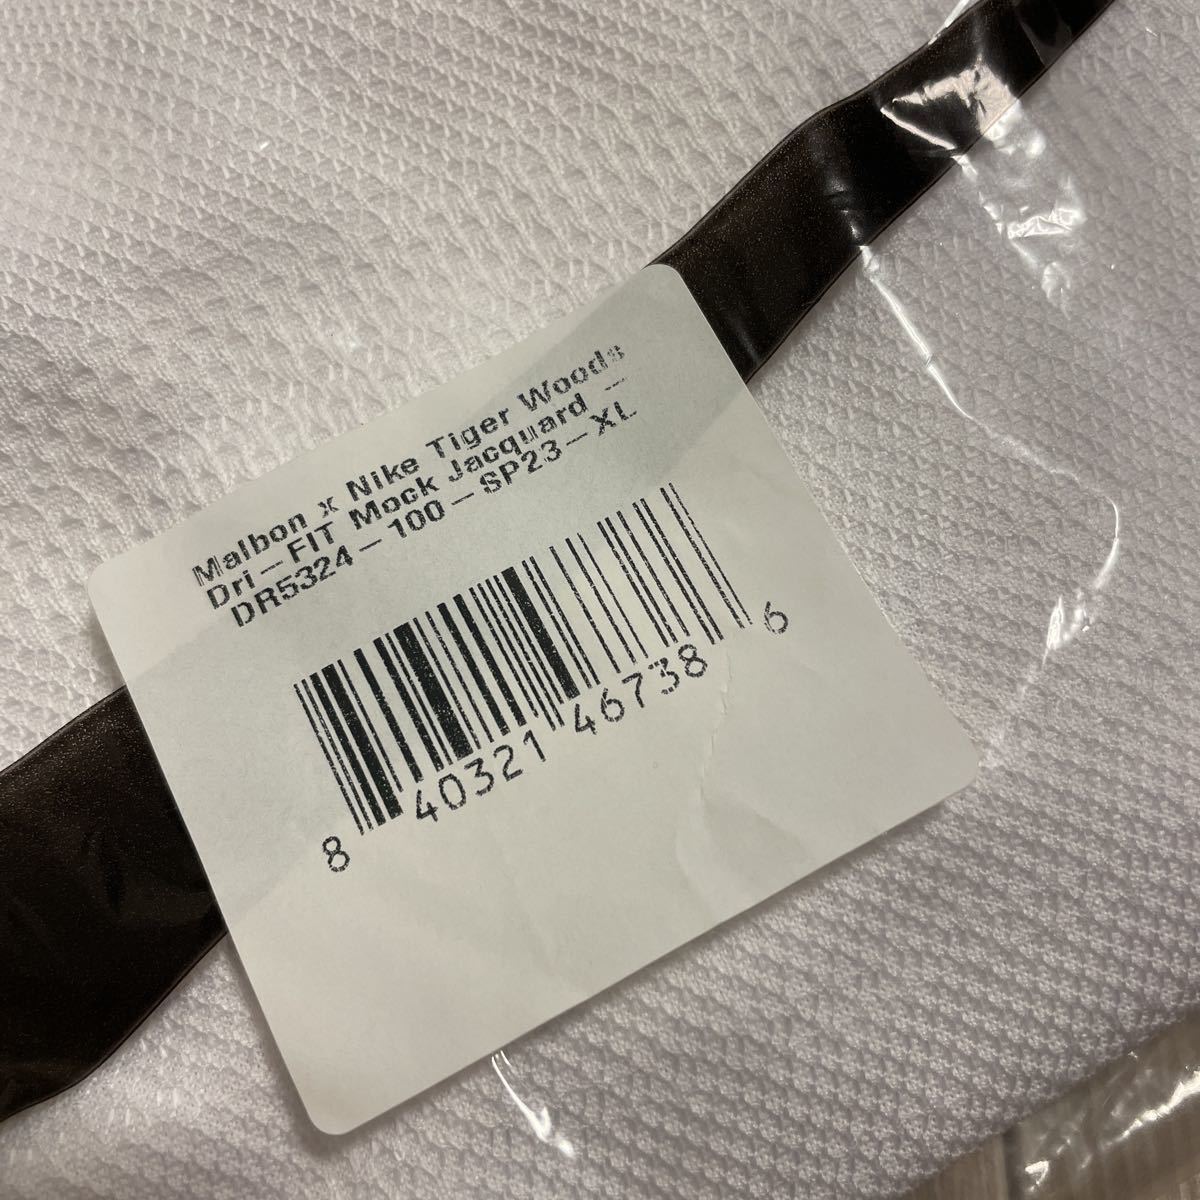 Malbon x Nike Tiger Woods
Dri-FIT Mock Jacquard -
DR5324-100-SP23-XL
8 40321 46738 6